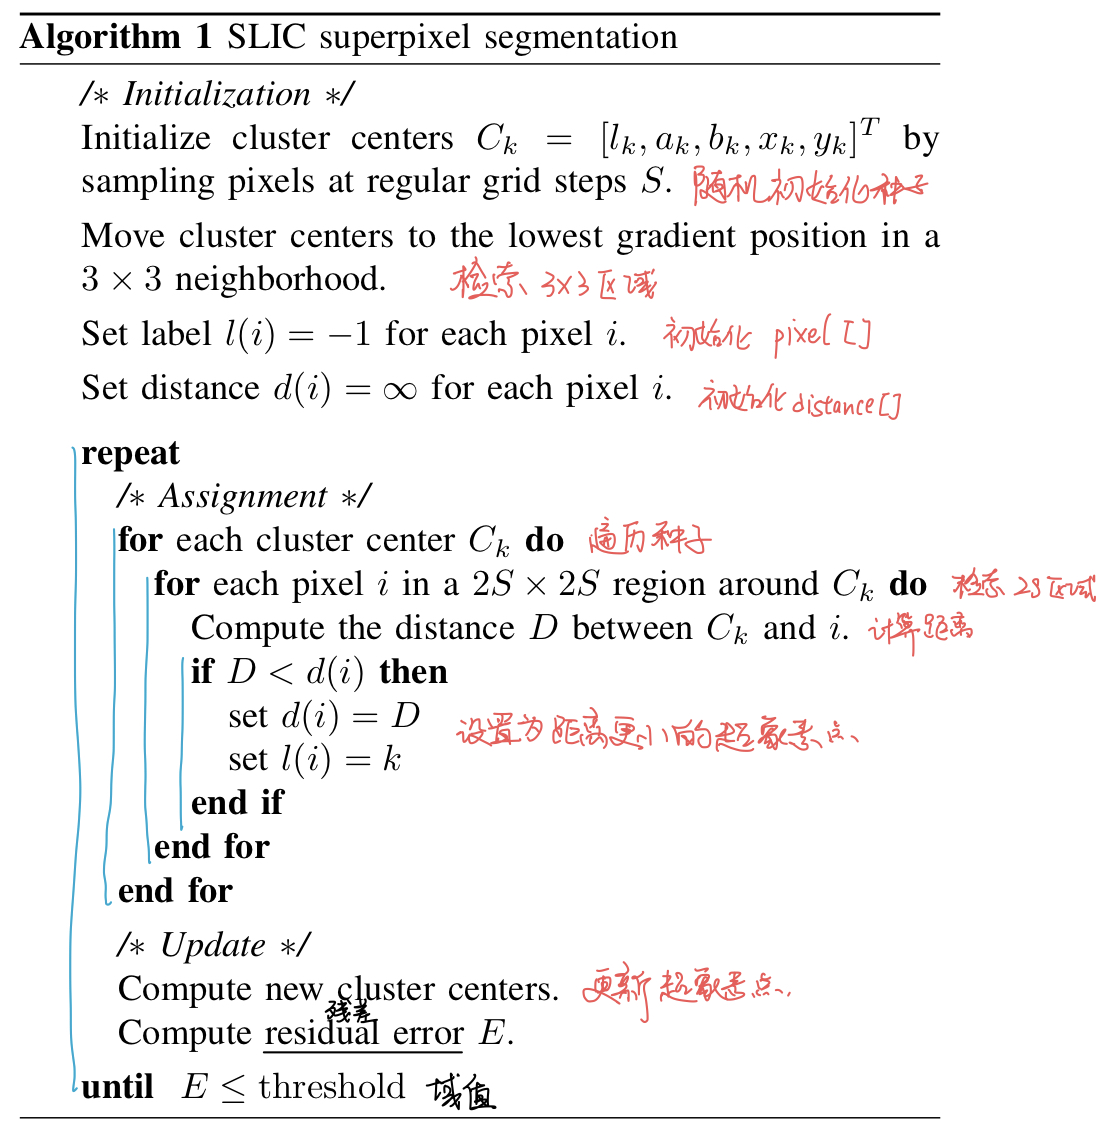 Algorithm 1 SLIC superpixel segmentation
/∗ Initialization ∗/
Initialize cluster centers C_k = [l_k, a_k, b_k, x_k, y_k]^T by
sampling pixels at regular grid steps S. 随机初始化种子
Move cluster centers to the lowest gradient position in a
3 × 3 neighborhood. 检索 3×3 区域
Set label l(i) = −1 for each pixel i. 初始化 pixel []
Set distance d(i) = ∞ for each pixel i. 初始化 distance[]
repeat
/∗ Assignment ∗/
for each cluster center C_k do 遍历种子
for each pixel i in a 2S × 2S region around C_k do 检索 2S 区域
Compute the distance D between C_k and i. 计算距离
if D < d(i) then
set d(i) = D
设置为距离更小的超像素点、
set l(i) = k
end if
end for
end for
/∗ Update ∗/
Compute new cluster centers. 更新超像素点.
残差
Compute residual error E.
until E ≤ threshold 域值